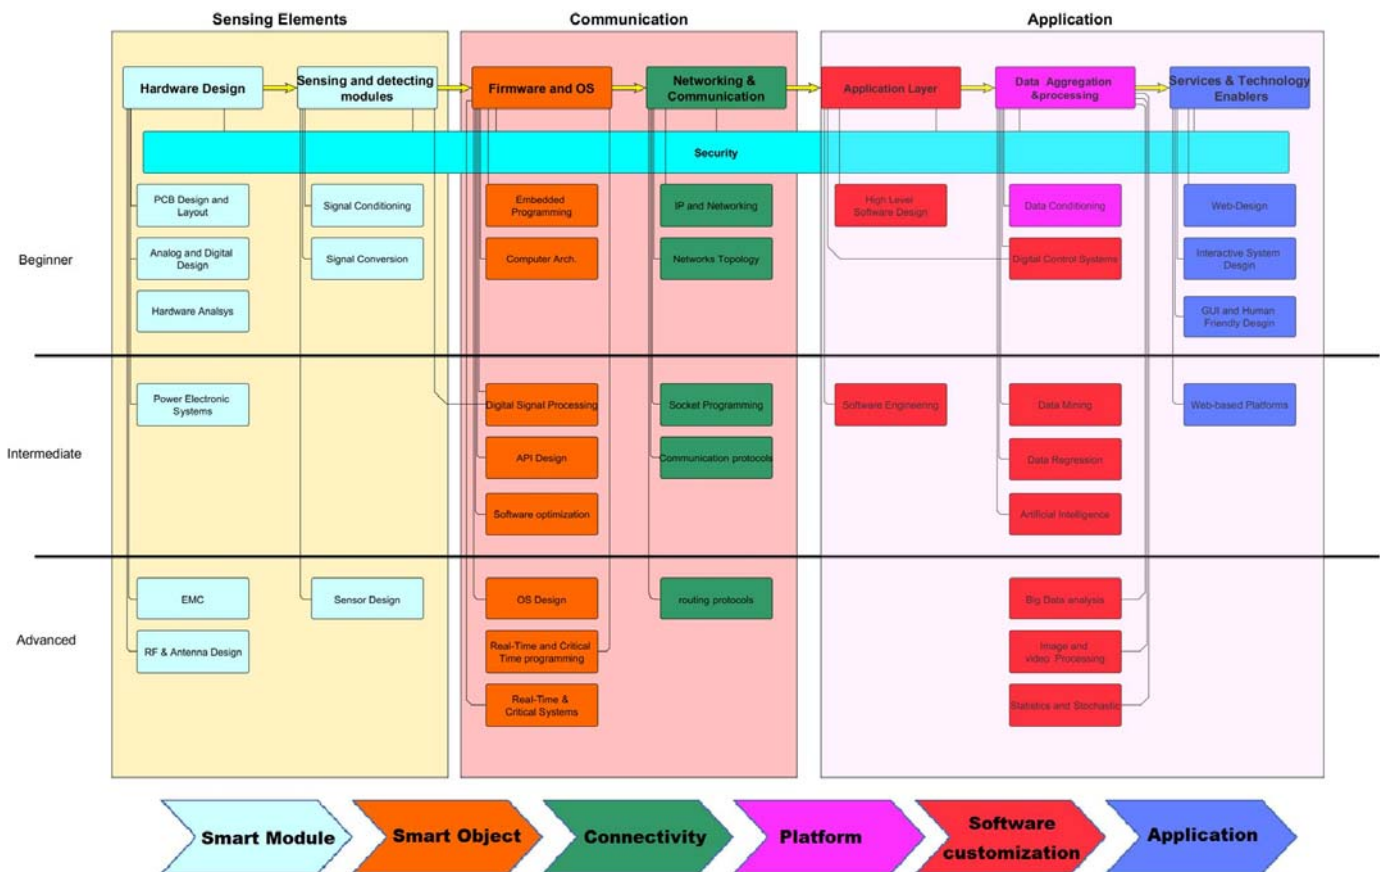 Sensing Elements
Communication
Application
Hardware Design
Sensing and detecting
modules
Firmware and OS
Networking &
Communication
Application Layer
Data Aggregation
&processing
Services & Technology
Enablers
Security
Beginner
PCB Design and
Layout
Signal Conditioning
Embedded
Programming
IP and Networking
High Level
Software Design
Data Conditioning
Web-Design
Analog and Digital
Design
Signal Conversion
Computer Arch.
Networks Topology
Digital Control Systems
Interactive System
Desgin
Hardware Analsys
GUI and Human
Friendly Desgin
Intermediate
Power Electronic
Systems
Digital Signal Processing
Socket Programming
Software Engineering
Data Mining
Web-based Platforms
API Design
Communication protocols
Data Regression
Software optimization
Artificial Intelligence
Advanced
EMC
Sensor Design
OS Design
routing protocols
Big Data analysis
RF & Antenna Design
Real-Time and Critical
Time programming
Image and
video Processing
Real-Time &
Critical Systems
Statistics and Stochastic
Smart Module
Smart Object
Connectivity
Platform
Software
customization
Application